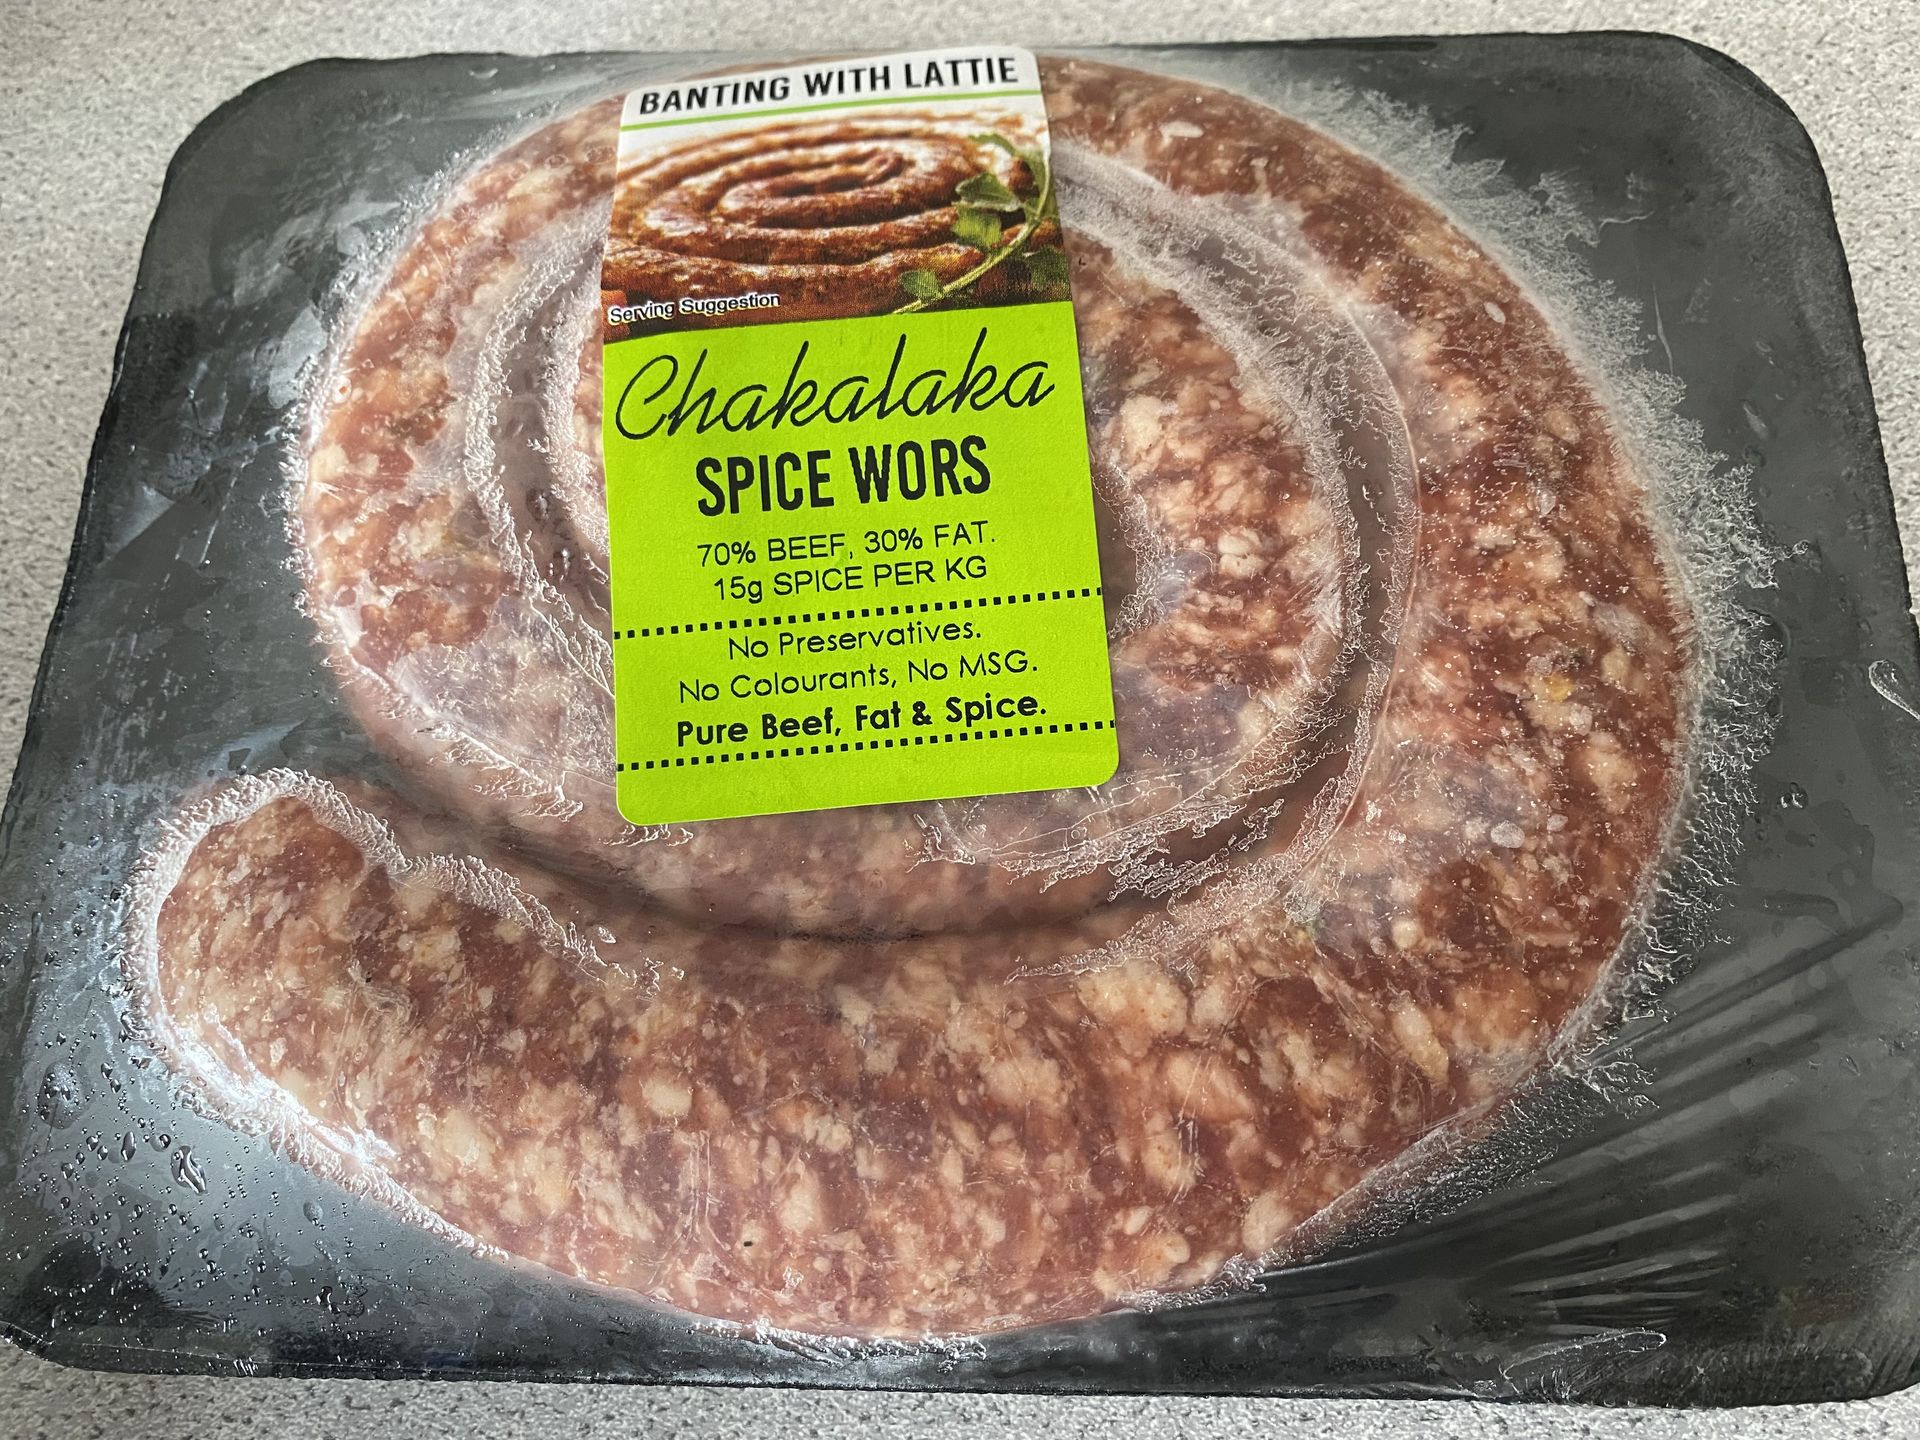 BANTING WITH LATTIE
Serving Suggestion
Chakalaka
SPICE WORS
70% BEEF, 30% FAT.
15g SPICE PER KG
No Preservatives.
No Colourants, No MSG.
Pure Beef, Fat & Spice.